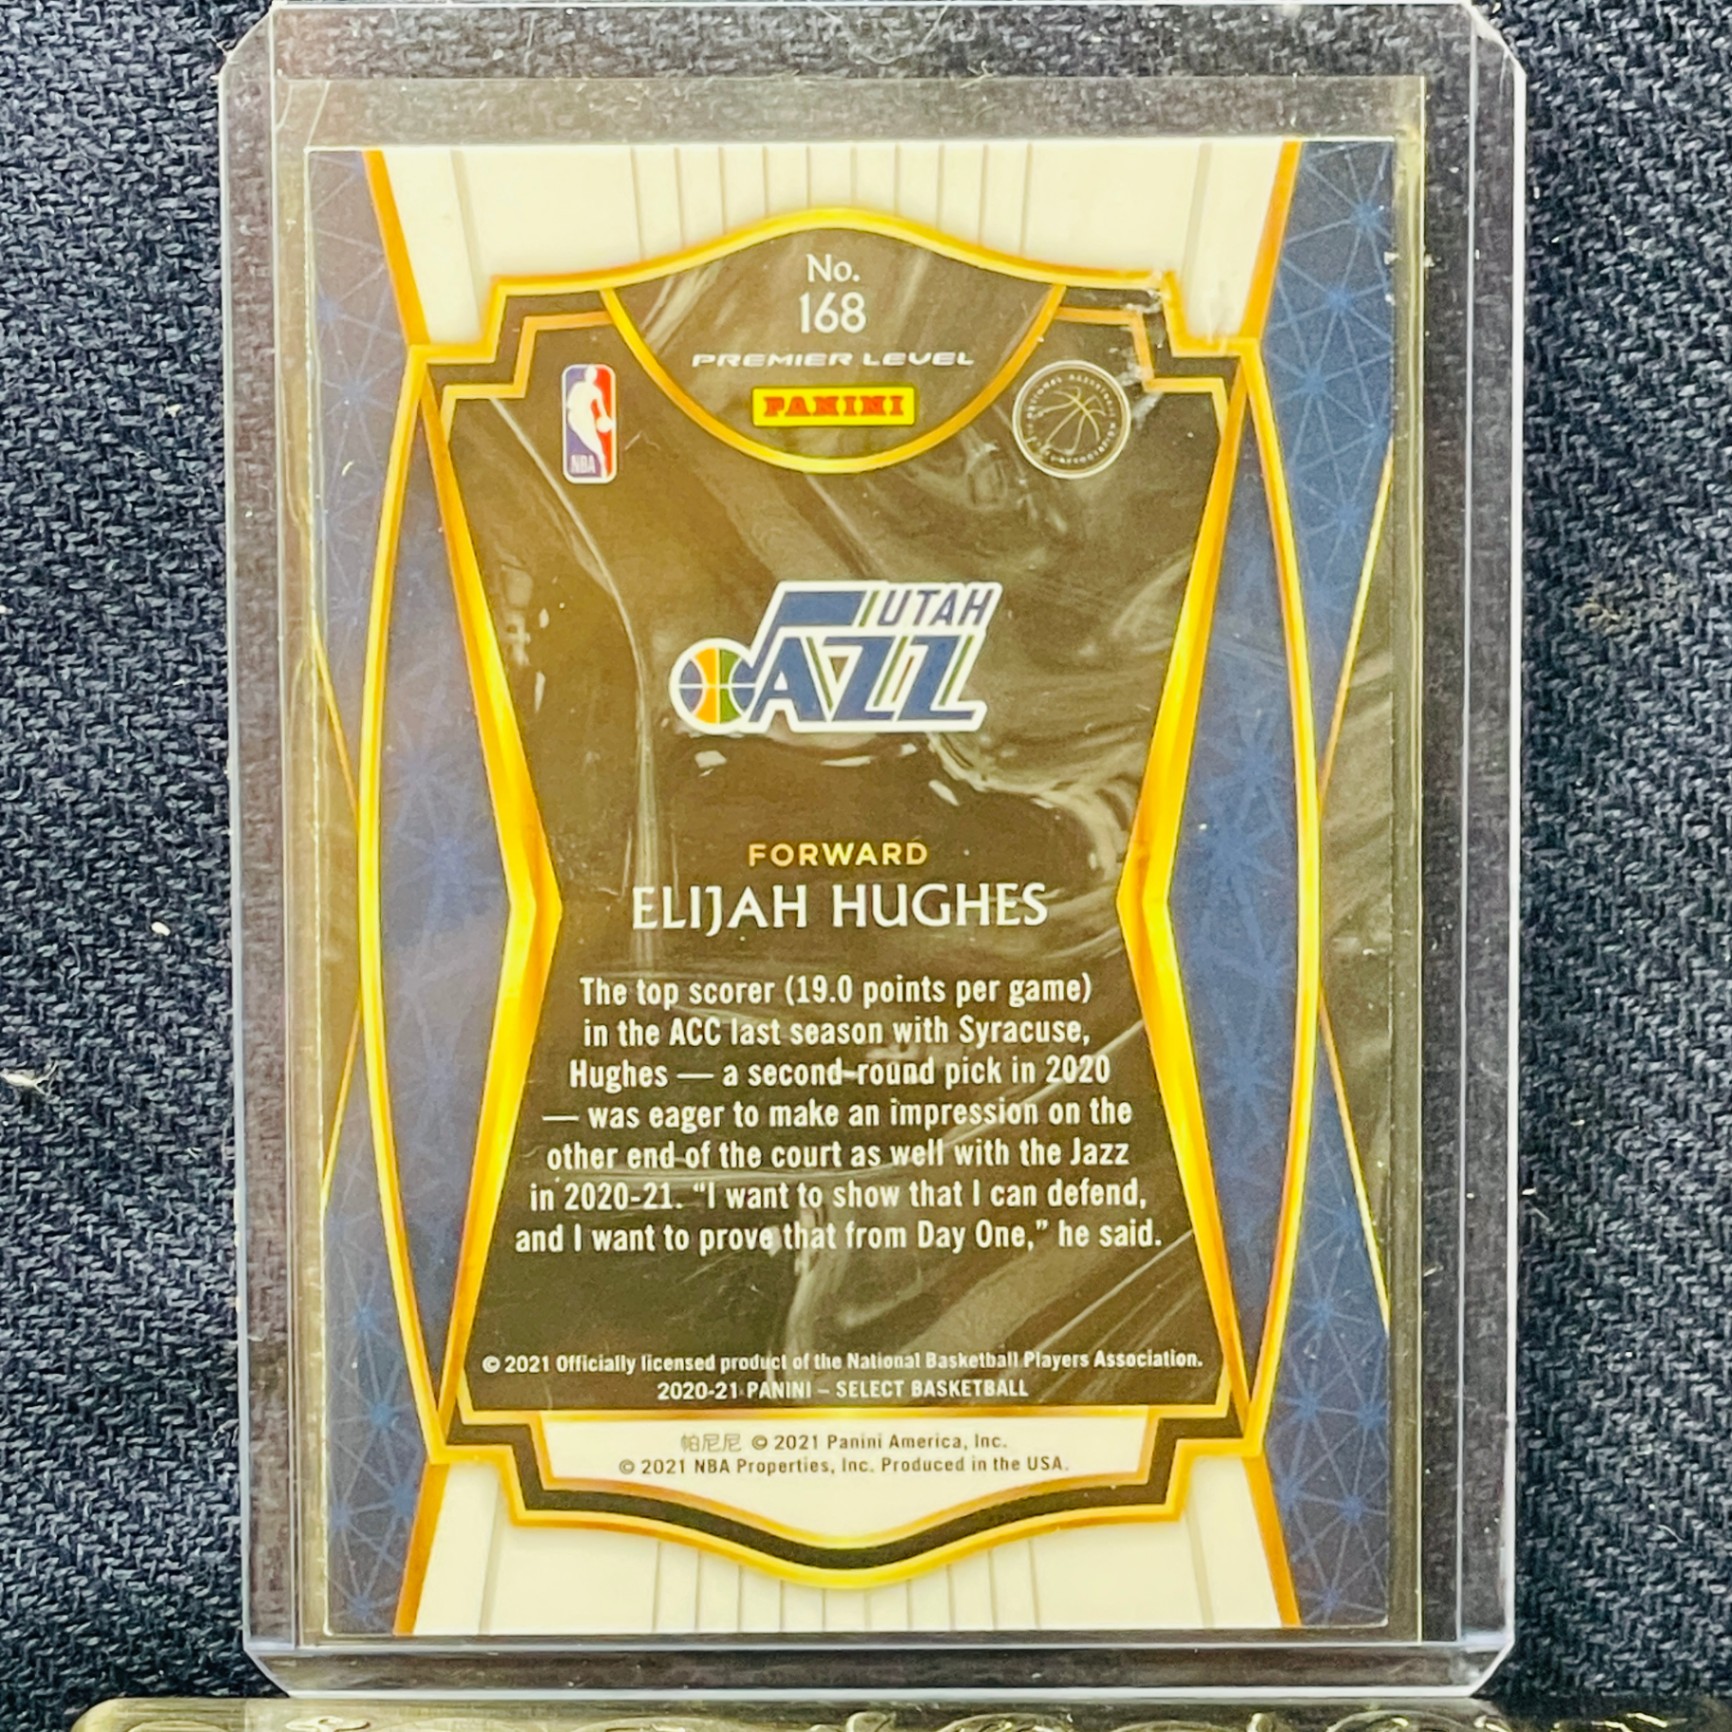 No.
168
PREMIER LEVEL
PANINI
NBA
UTAH
JAZZ
FORWARD
ELIJAH HUGHES
The top scorer (19.0 points per game)
in the ACC last season with Syracuse,
Hughes — a second-round pick in 2020
— was eager to make an impression on the
other end of the court as well with the Jazz
in 2020-21. “I want to show that I can defend,
and I want to prove that from Day One,” he said.
© 2021 Officially licensed product of the National Basketball Players Association.
2020-21 PANINI – SELECT BASKETBALL
帕尼尼 © 2021 Panini America, Inc.
© 2021 NBA Properties, Inc. Produced in the USA.